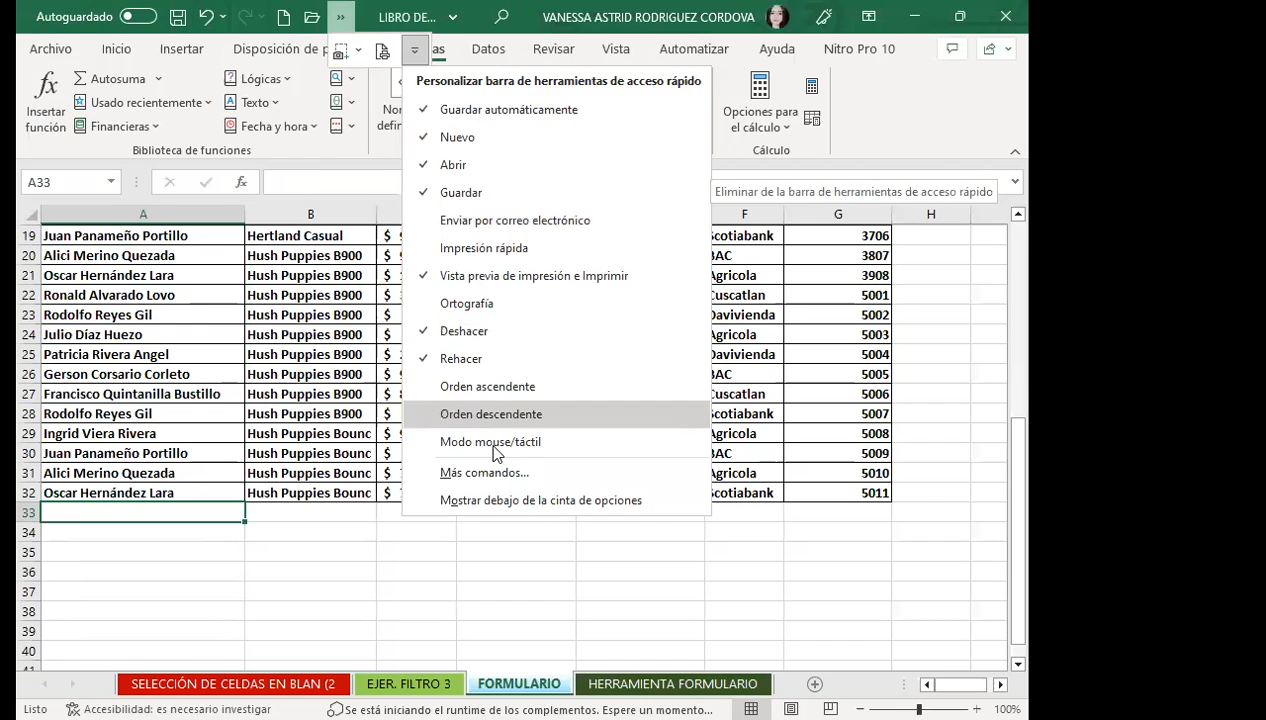 Autoguardado
LIBRO DE...
VANESSA ASTRID RODRIGUEZ CORDOVA
Archivo Inicio Insertar Disposición de p as Datos Revisar Vista Automatizar Ayuda Nitro Pro 10
Insertar función
Autosuma
Usado recientemente
Financieras
Lógicas
Texto
Fecha y hora
Biblioteca de funciones
Opciones para el cálculo
Cálculo
Personalizar barra de herramientas de acceso rápido
Guardar automáticamente
Nuevo
Abrir
Guardar
Enviar por correo electrónico
Impresión rápida
Vista previa de impresión e Imprimir
Ortografía
Deshacer
Rehacer
Orden ascendente
Orden descendente
Modo mouse/táctil
Más comandos...
Mostrar debajo de la cinta de opciones
Eliminar de la barra de herramientas de acceso rápido
A33
A B F G H
19 Juan Panameño Portillo Hertland Casual $ Scotiabank 3706
20 Alici Merino Quezada Hush Puppies B900 $ BAC 3807
21 Oscar Hernández Lara Hush Puppies B900 $ Agricola 3908
22 Ronald Alvarado Lovo Hush Puppies B900 $ Cuscatlan 5001
23 Rodolfo Reyes Gil Hush Puppies B900 $ Davivienda 5002
24 Julio Díaz Huezo Hush Puppies B900 $ Agricola 5003
25 Patricia Rivera Angel Hush Puppies B900 $ Davivienda 5004
26 Gerson Corsario Corleto Hush Puppies B900 $ BAC 5005
27 Francisco Quintanilla Bustillo Hush Puppies B900 $ Cuscatlan 5006
28 Rodolfo Reyes Gil Hush Puppies B900 $ Scotiabank 5007
29 Ingrid Viera Rivera Hush Puppies Bounc $ Agricola 5008
30 Juan Panameño Portillo Hush Puppies Bounc $ BAC 5009
31 Alici Merino Quezada Hush Puppies Bounc $ Agricola 5010
32 Oscar Hernández Lara Hush Puppies Bounc $ Scotiabank 5011
33
34
35
36
37
38
39
40
SELECCIÓN DE CELDAS EN BLAN (2 EJER. FILTRO 3 FORMULARIO HERRAMIENTA FORMULARIO
Listo Accesibilidad: es necesario investigar Se está iniciando el runtime de los complementos. Espere un momento... 100%